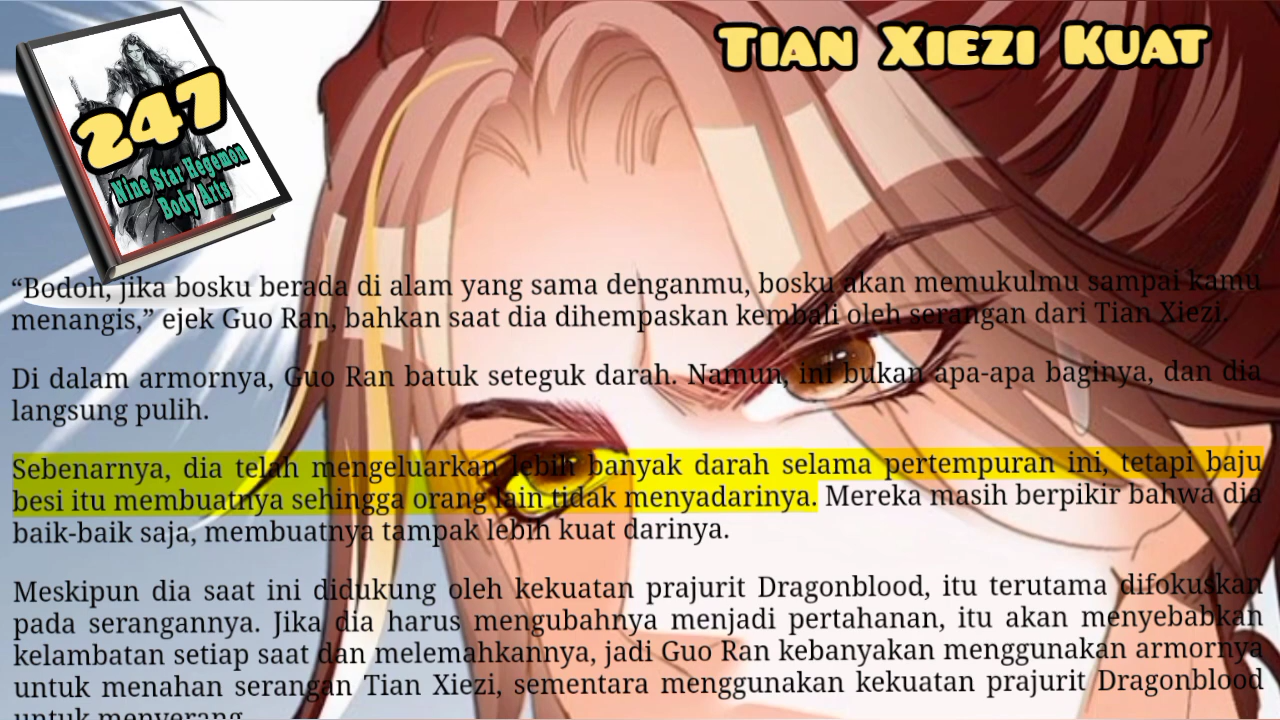 Tian Xiezi Kuat
247
Nine Star Hegemon
Body Arts
“Bodoh, jika bosku berada di alam yang sama denganmu, bosku akan memukulmu sampai kamu
menangis,” ejek Guo Ran, bahkan saat dia dihempaskan kembali oleh serangan dari Tian Xiezi.
Di dalam armornya, Guo Ran batuk seteguk darah. Namun, ini bukan apa-apa baginya, dan dia
langsung pulih.
Sebenarnya, dia telah mengeluarkan lebih banyak darah selama pertempuran ini, tetapi baju
besi itu membuatnya sehingga orang lain tidak menyadarinya. Mereka masih berpikir bahwa dia
baik-baik saja, membuatnya tampak lebih kuat darinya.
Meskipun dia saat ini didukung oleh kekuatan prajurit Dragonblood, itu terutama difokuskan
pada serangannya. Jika dia harus mengubahnya menjadi pertahanan, itu akan menyebabkan
kelambatan setiap saat dan melemahkannya, jadi Guo Ran kebanyakan menggunakan armornya
untuk menahan serangan Tian Xiezi, sementara menggunakan kekuatan prajurit Dragonblood
untuk menyerang.